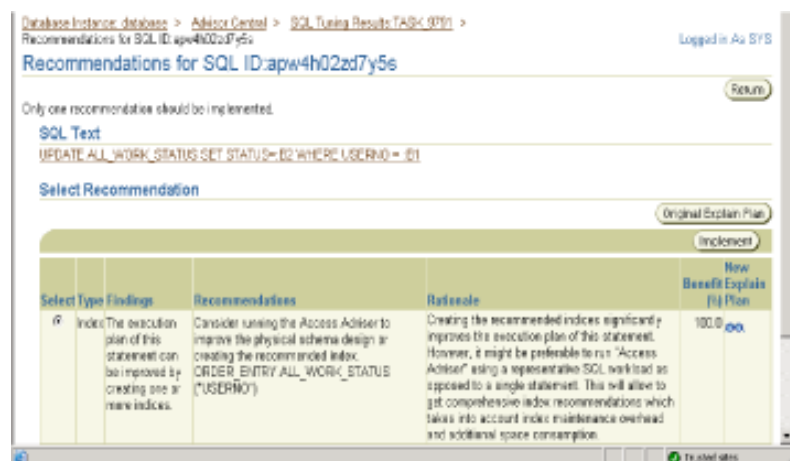 Database Instance: database > Advisor Central > SQL Tuning Results:TASK_9791 >
Recommendations for SQL ID:apw4h02zd7y5s
Logged in As SYS
Recommendations for SQL ID:apw4h02zd7y5s
Return
Only one recommendation should be implemented.
SQL Text
UPDATE ALL_WORK_STATUS SET STATUS=:B2 WHERE USERNO = :B1
Select Recommendation
Original Explain Plan
Implement
Select Type Findings Recommendations Rationale Benefit (%) New Explain Plan
Index
The execution
plan of this
statement can
be improved by
creating one or
more indices.
Consider running the Access Advisor to
improve the physical schema design or
creating the recommended index.
ORDER_ENTRY.ALL_WORK_STATUS
("USERNO")
Creating the recommended indices significantly
improves the execution plan of this statement.
However, it might be preferable to run "Access
Advisor" using a representative SQL workload as
opposed to a single statement. This will allow to
get comprehensive index recommendations which
takes into account index maintenance overhead
and additional space consumption.
100.0
Trusted sites